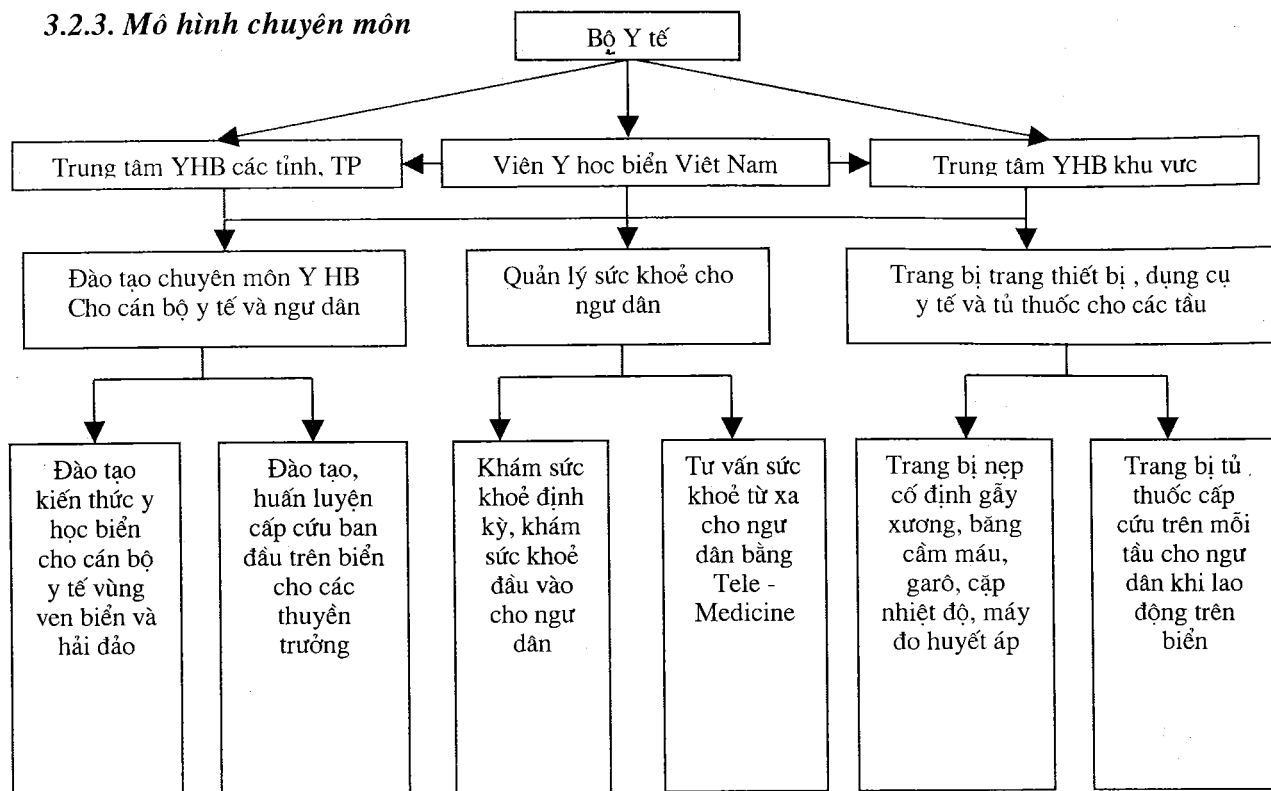 3.2.3. Mô hình chuyên môn
Bộ Y tế
Trung tâm YHB các tỉnh, TP
Viên Y hoc biển Viêt Nam
Trung tâm YHB khu vưc
Đào tạo chuyên môn Y HB
Cho cán bộ y tế và ngư dân
Quản lý sức khoẻ cho
ngư dân
Trang bị trang thiết bị , dụng cụ
y tế và tủ thuốc cho các tầu
Đào tạo
kiến thức y
học biển
cho cán bộ
y tế vùng
ven biển và
hải đảo
Đào tạo,
huấn luyện
cấp cứu ban
đầu trên biển
cho các
thuyền
trưởng
Khám sức
khoẻ định
kỳ, khám
sức khoẻ
đầu vào
cho ngư
dân
Tư vấn sức
khoẻ từ xa
cho ngư
dân bằng
Tele -
Medicine
Trang bị nẹp
cố định gẫy
xương, băng
cầm máu,
garô, cặp
nhiệt độ, máy
đo huyết áp
Trang bị tủ
thuốc cấp
cứu trên mỗi
tầu cho ngư
dân khi lao
động trên
biển